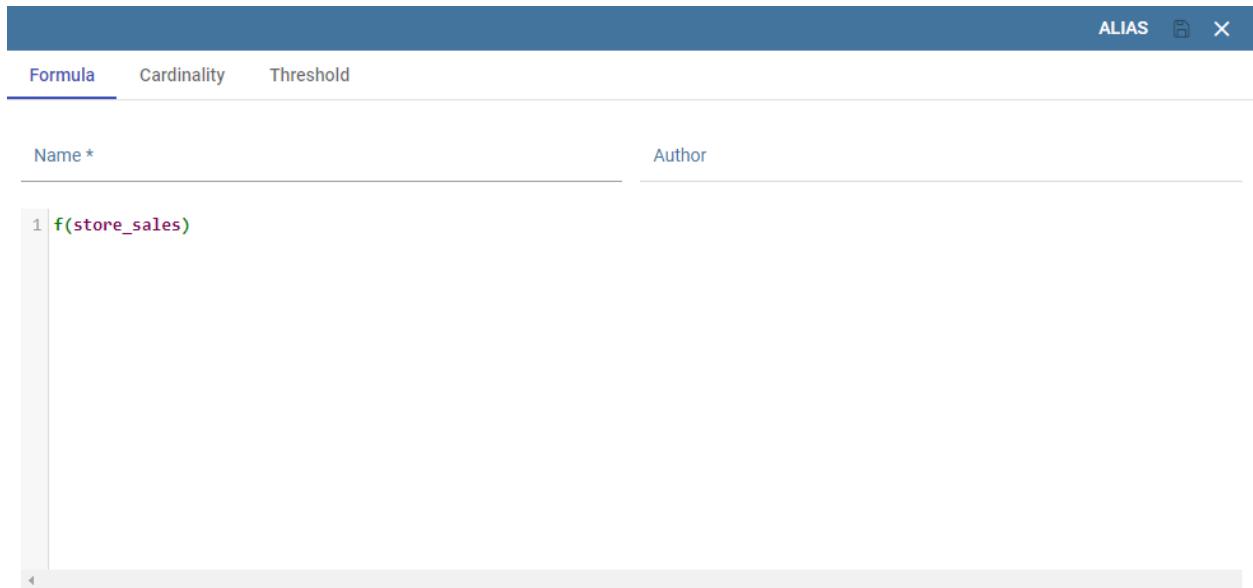 ALIAS
Formula Cardinality Threshold
Name * Author
1 f(store_sales)